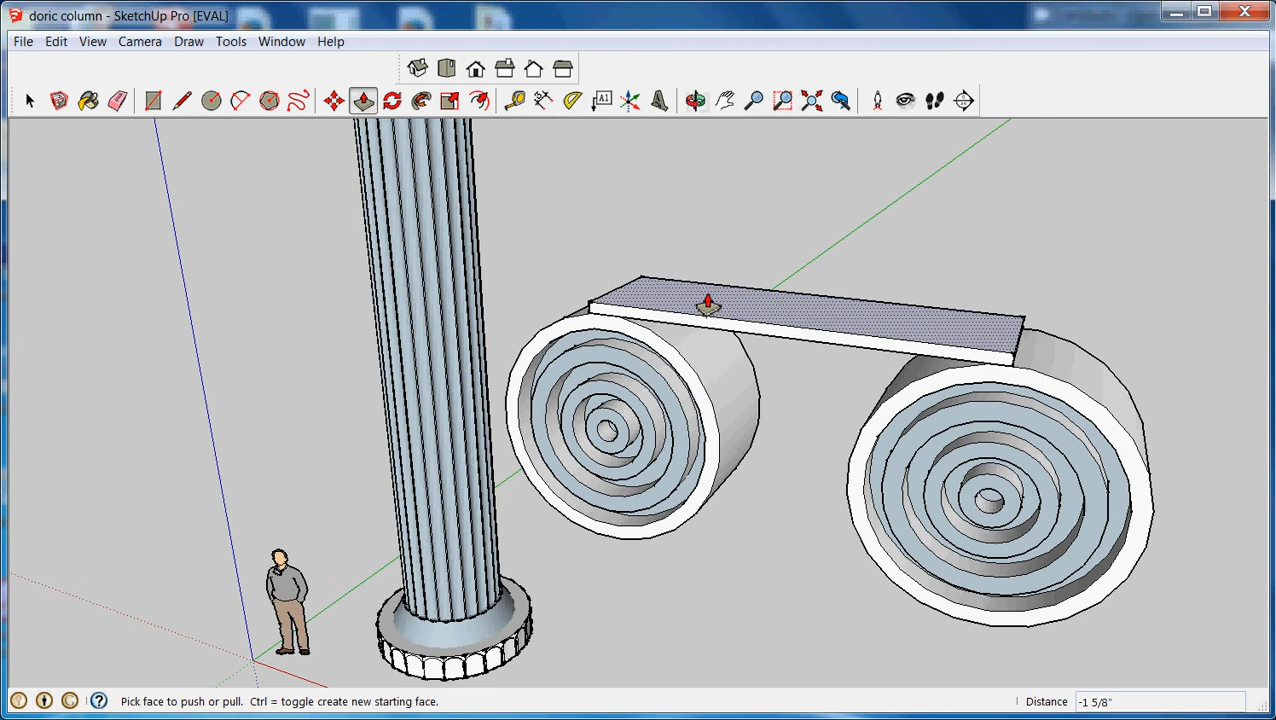 doric column - SketchUp Pro [EVAL]
File Edit View Camera Draw Tools Window Help
A1
Pick face to push or pull. Ctrl = toggle create new starting face. Distance -1 5/8"